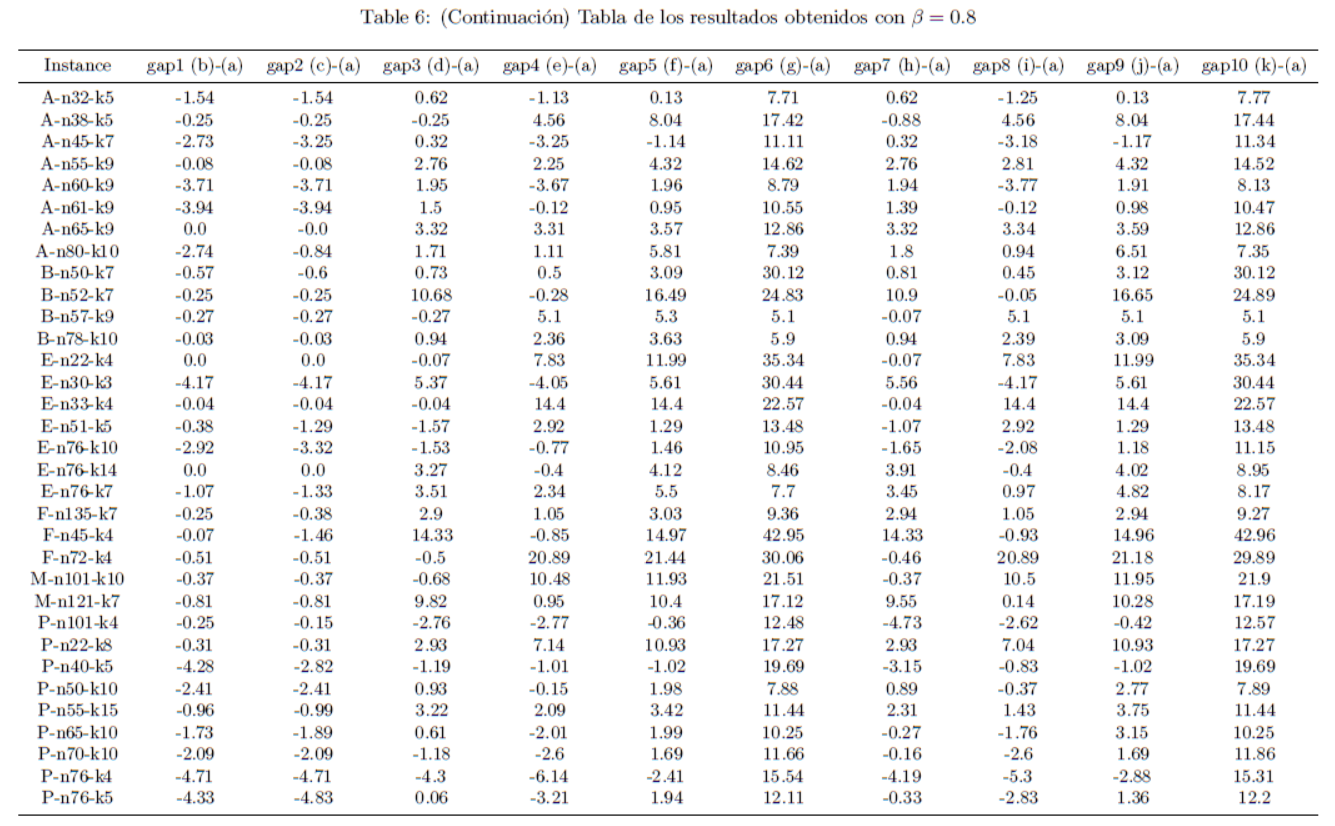 Table 6: (Continuación) Tabla de los resultados obtenidos con β = 0.8
Instance gap1 (b)-(a) gap2 (c)-(a) gap3 (d)-(a) gap4 (e)-(a) gap5 (f)-(a) gap6 (g)-(a) gap7 (h)-(a) gap8 (i)-(a) gap9 (j)-(a) gap10 (k)-(a)
A-n32-k5 -1.54 -1.54 0.62 -1.13 0.13 7.71 0.62 -1.25 0.13 7.77
A-n38-k5 -0.25 -0.25 -0.25 4.56 8.04 17.42 -0.88 4.56 8.04 17.44
A-n45-k7 -2.73 -3.25 0.32 -3.25 -1.14 11.11 0.32 -3.18 -1.17 11.34
A-n55-k9 -0.08 -0.08 2.76 2.25 4.32 14.62 2.76 2.81 4.32 14.52
A-n60-k9 -3.71 -3.71 1.95 -3.67 1.96 8.79 1.94 -3.77 1.91 8.13
A-n61-k9 -3.94 -3.94 1.5 -0.12 0.95 10.55 1.39 -0.12 0.98 10.47
A-n65-k9 0.0 -0.0 3.32 3.31 3.57 12.86 3.32 3.34 3.59 12.86
A-n80-k10 -2.74 -0.84 1.71 1.11 5.81 7.39 1.8 0.94 6.51 7.35
B-n50-k7 -0.57 -0.6 0.73 0.5 3.09 30.12 0.81 0.45 3.12 30.12
B-n52-k7 -0.25 -0.25 10.68 -0.28 16.49 24.83 10.9 -0.05 16.65 24.89
B-n57-k9 -0.27 -0.27 -0.27 5.1 5.3 5.1 -0.07 5.1 5.1 5.1
B-n78-k10 -0.03 -0.03 0.94 2.36 3.63 5.9 0.94 2.39 3.09 5.9
E-n22-k4 0.0 0.0 -0.07 7.83 11.99 35.34 -0.07 7.83 11.99 35.34
E-n30-k3 -4.17 -4.17 5.37 -4.05 5.61 30.44 5.56 -4.17 5.61 30.44
E-n33-k4 -0.04 -0.04 -0.04 14.4 14.4 22.57 -0.04 14.4 14.4 22.57
E-n51-k5 -0.38 -1.29 -1.57 2.92 1.29 13.48 -1.07 2.92 1.29 13.48
E-n76-k10 -2.92 -3.32 -1.53 -0.77 1.46 10.95 -1.65 -2.08 1.18 11.15
E-n76-k14 0.0 0.0 3.27 -0.4 4.12 8.46 3.91 -0.4 4.02 8.95
E-n76-k7 -1.07 -1.33 3.51 2.34 5.5 7.7 3.45 0.97 4.82 8.17
F-n135-k7 -0.25 -0.38 2.9 1.05 3.03 9.36 2.94 1.05 2.94 9.27
F-n45-k4 -0.07 -1.46 14.33 -0.85 14.97 42.95 14.33 -0.93 14.96 42.96
F-n72-k4 -0.51 -0.51 -0.5 20.89 21.44 30.06 -0.46 20.89 21.18 29.89
M-n101-k10 -0.37 -0.37 -0.68 10.48 11.93 21.51 -0.37 10.5 11.95 21.9
M-n121-k7 -0.81 -0.81 9.82 0.95 10.4 17.12 9.55 0.14 10.28 17.19
P-n101-k4 -0.25 -0.15 -2.76 -2.77 -0.36 12.48 -4.73 -2.62 -0.42 12.57
P-n22-k8 -0.31 -0.31 2.93 7.14 10.93 17.27 2.93 7.04 10.93 17.27
P-n40-k5 -4.28 -2.82 -1.19 -1.01 -1.02 19.69 -3.15 -0.83 -1.02 19.69
P-n50-k10 -2.41 -2.41 0.93 -0.15 1.98 7.88 0.89 -0.37 2.77 7.89
P-n55-k15 -0.96 -0.99 3.22 2.09 3.42 11.44 2.31 1.43 3.75 11.44
P-n65-k10 -1.73 -1.89 0.61 -2.01 1.99 10.25 -0.27 -1.76 3.15 10.25
P-n70-k10 -2.09 -2.09 -1.18 -2.6 1.69 11.66 -0.16 -2.6 1.69 11.86
P-n76-k4 -4.71 -4.71 -4.3 -6.14 -2.41 15.54 -4.19 -5.3 -2.88 15.31
P-n76-k5 -4.33 -4.83 0.06 -3.21 1.94 12.11 -0.33 -2.83 1.36 12.2